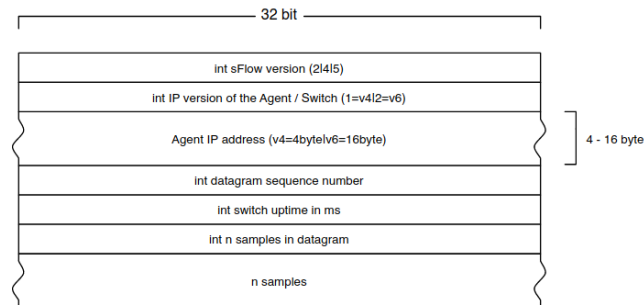 32 bit
int sFlow version (2|4|5)
int IP version of the Agent / Switch (1=v4|2=v6)
Agent IP address (v4=4byte|v6=16byte)
4 - 16 byte
int datagram sequence number
int switch uptime in ms
int n samples in datagram
n samples